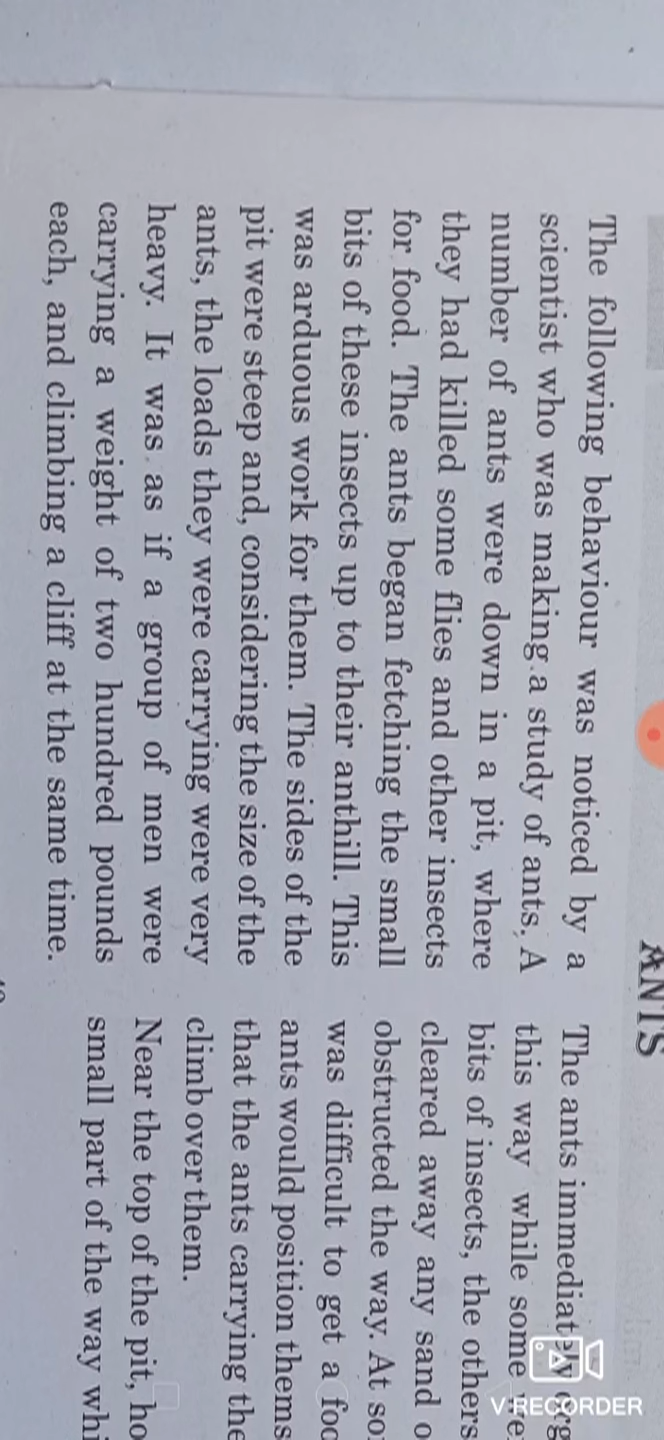 ANTS
The following behaviour was noticed by a
scientist who was making a study of ants. A
number of ants were down in a pit, where
they had killed some flies and other insects
for food. The ants began fetching the small
bits of these insects up to their anthill. This
was arduous work for them. The sides of the
pit were steep and, considering the size of the
ants, the loads they were carrying were very
heavy. It was as if a group of men were
carrying a weight of two hundred pounds
each, and climbing a cliff at the same time.
The ants immediately
this way while some
bits of insects, the others
cleared away any sand
obstructed the way. At
was difficult to get a
ants would position
that the ants carrying the
climb over them.
Near the top of the pit,
small part of the way
V RECORDER